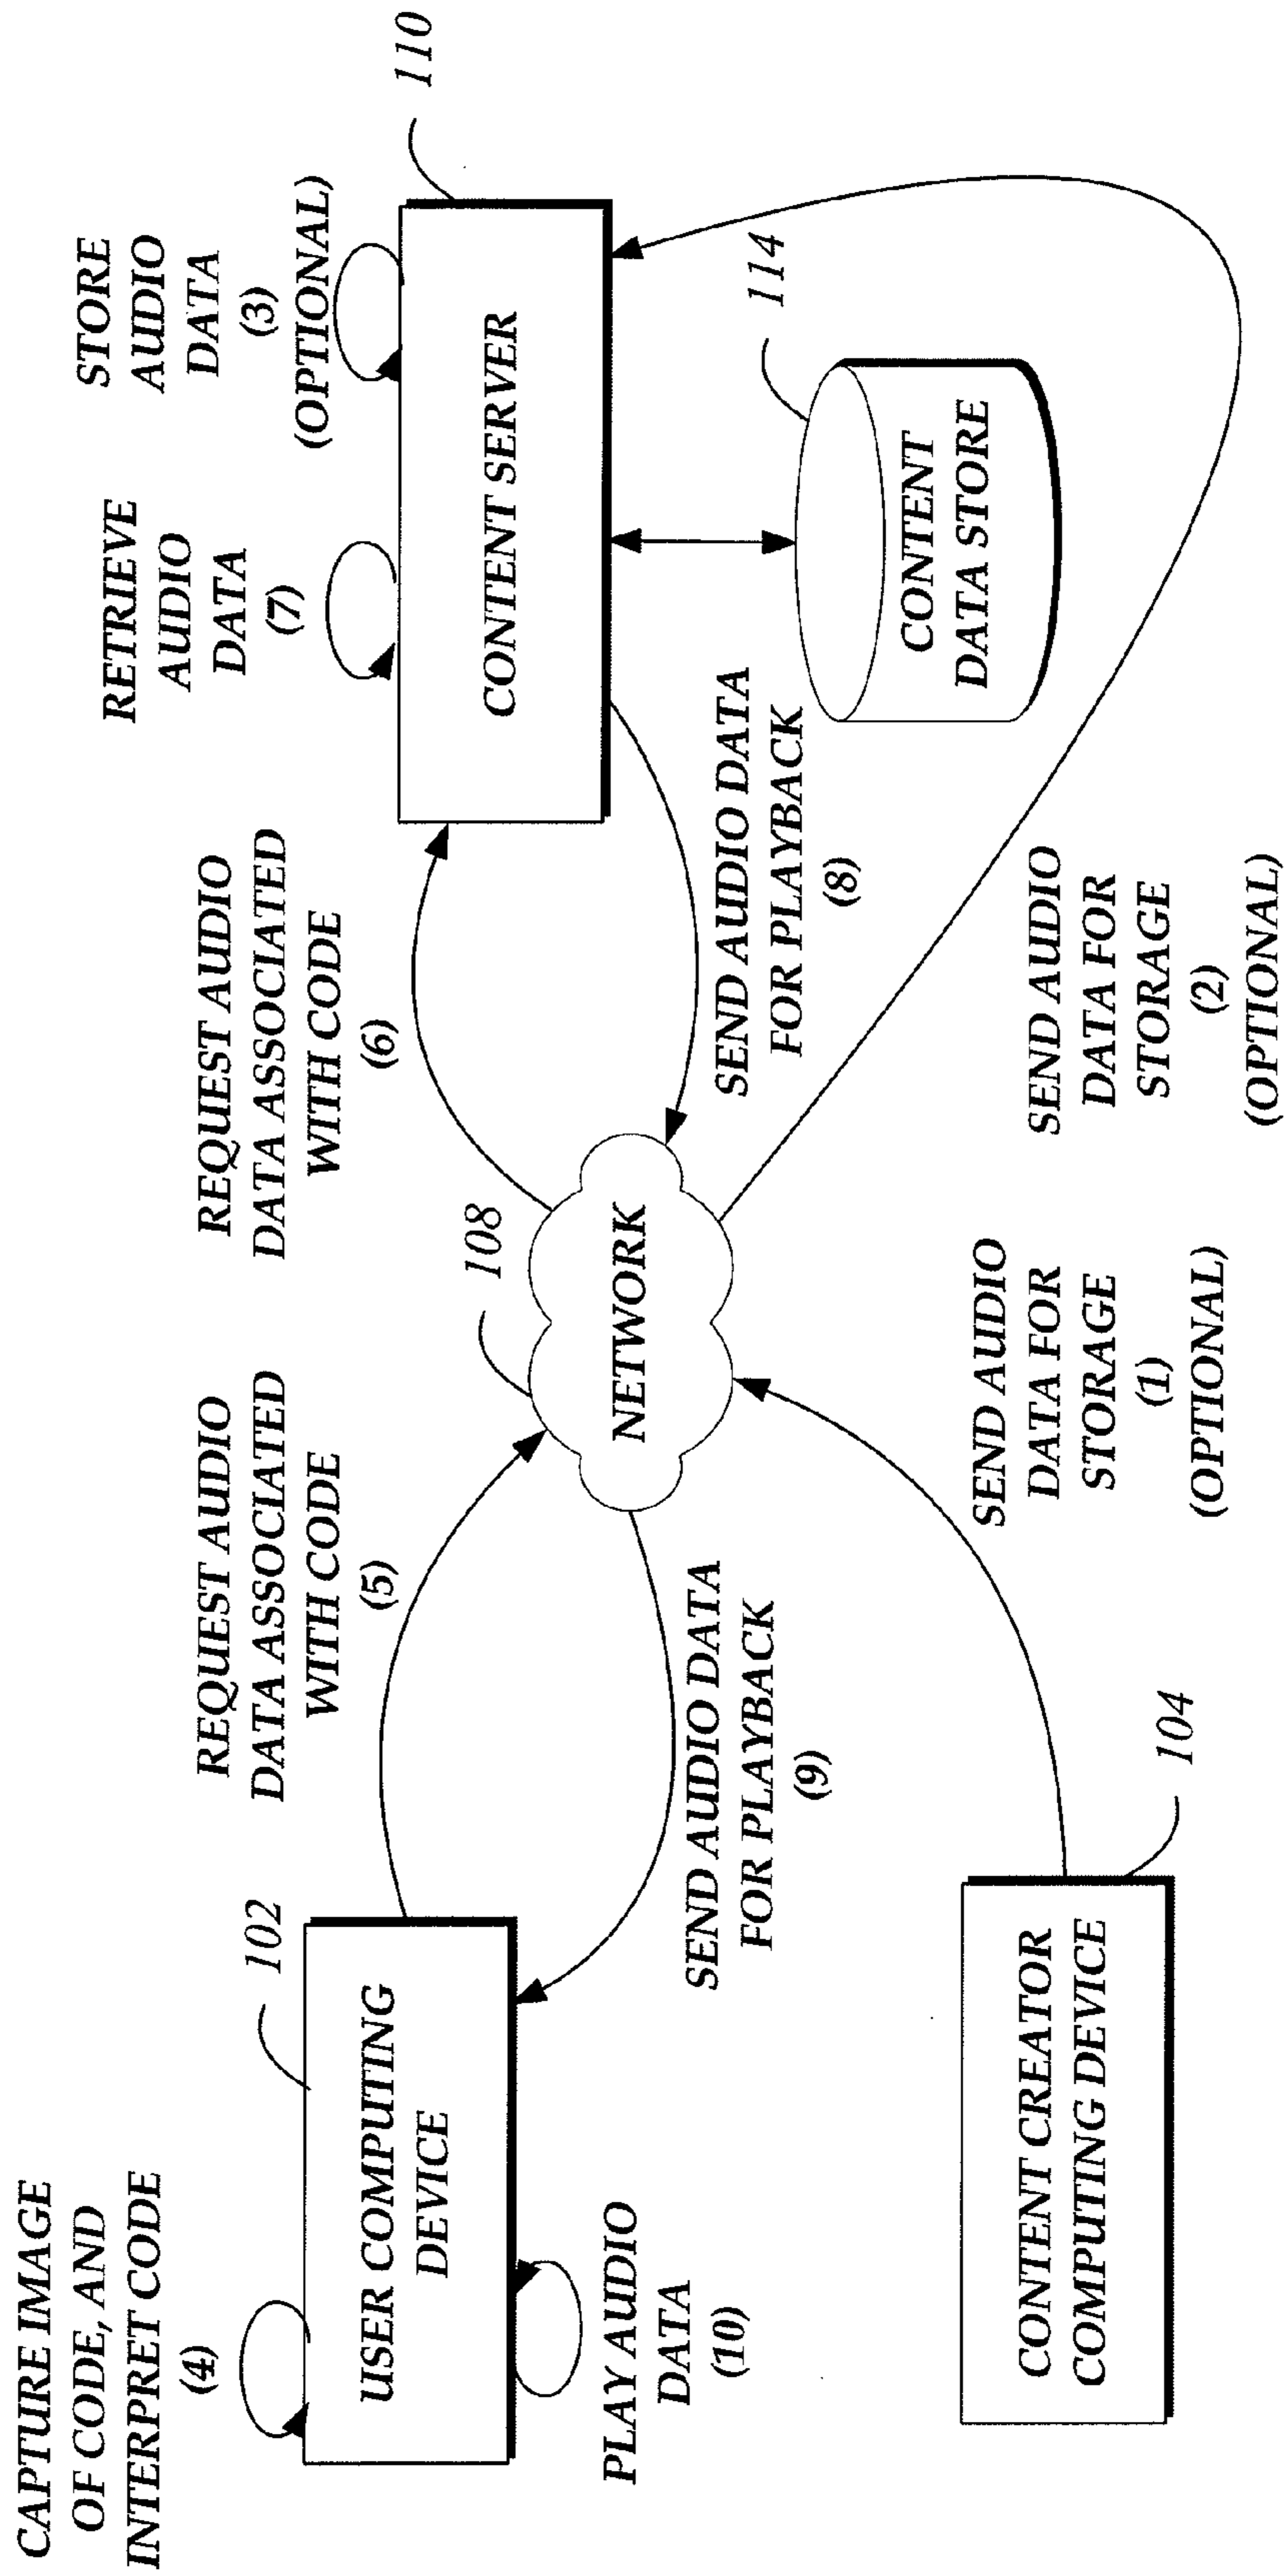 CAPTURE IMAGE
OF CODE, AND
INTERPRET CODE
(4)
102
USER COMPUTING
DEVICE
PLAY AUDIO
DATA
(10)
REQUEST AUDIO
DATA ASSOCIATED
WITH CODE
(5)
108
NETWORK
SEND AUDIO DATA
FOR PLAYBACK
(9)
REQUEST AUDIO
DATA ASSOCIATED
WITH CODE
(6)
RETRIEVE
AUDIO
DATA
(7)
STORE
AUDIO
DATA
(3)
(OPTIONAL)
110
CONTENT SERVER
SEND AUDIO DATA
FOR PLAYBACK
(8)
114
CONTENT
DATA STORE
CONTENT CREATOR
COMPUTING DEVICE
104
SEND AUDIO
DATA FOR
STORAGE
(1)
(OPTIONAL)
SEND AUDIO
DATA FOR
STORAGE
(2)
(OPTIONAL)